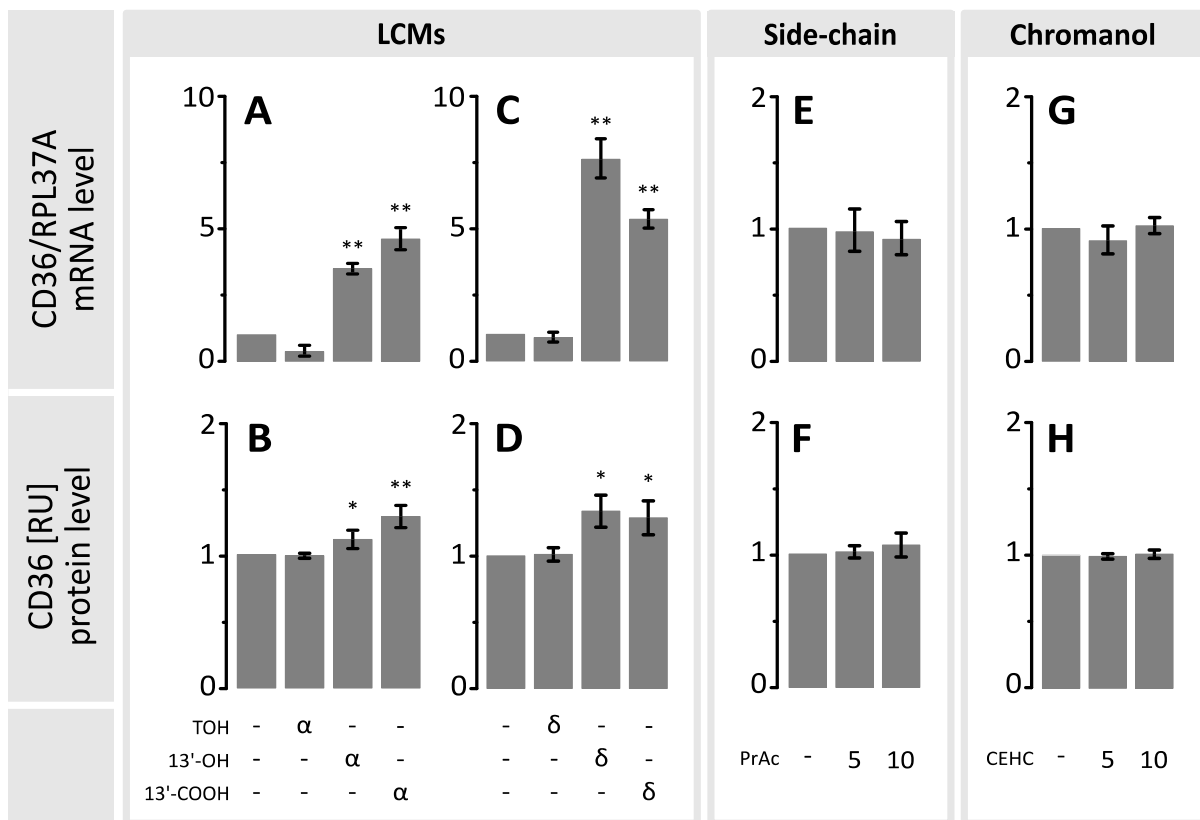 LCMs
Side-chain
Chromanol
CD36/RPL37A
mRNA level
A
10
5
0
**
**
C
10
5
0
**
**
E
2
1
0
G
2
1
0
CD36 [RU]
protein level
B
2
1
0
*
**
D
2
1
0
*
*
F
2
1
0
H
2
1
0
TOH - α - - - δ - -
13'-OH - - α - - - δ -
13'-COOH - - - α - - - δ
PrAc - 5 10
CEHC - 5 10